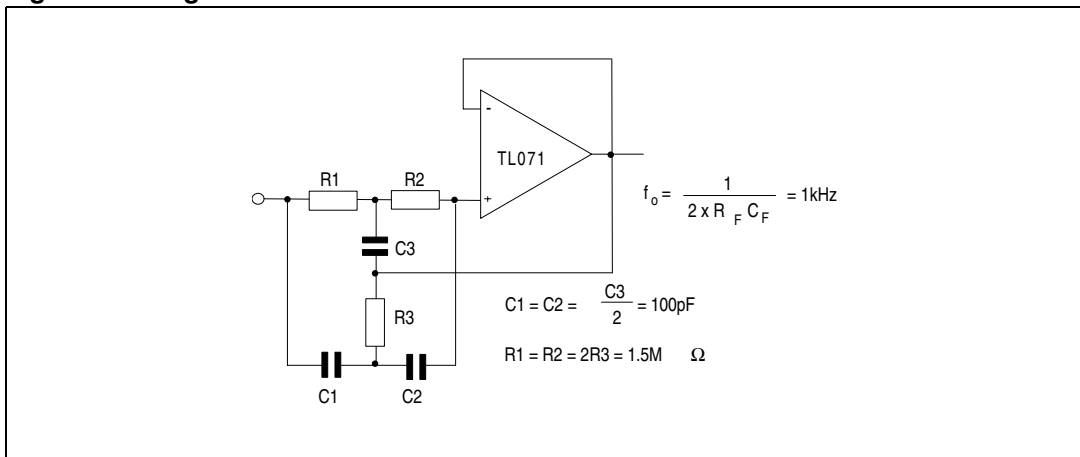 -
TL071
+
R1
R2
C3
R3
C1
C2
f o = 1 / 2 x R F C F = 1kHz
C1 = C2 = C3 / 2 = 100pF
R1 = R2 = 2R3 = 1.5M Ω